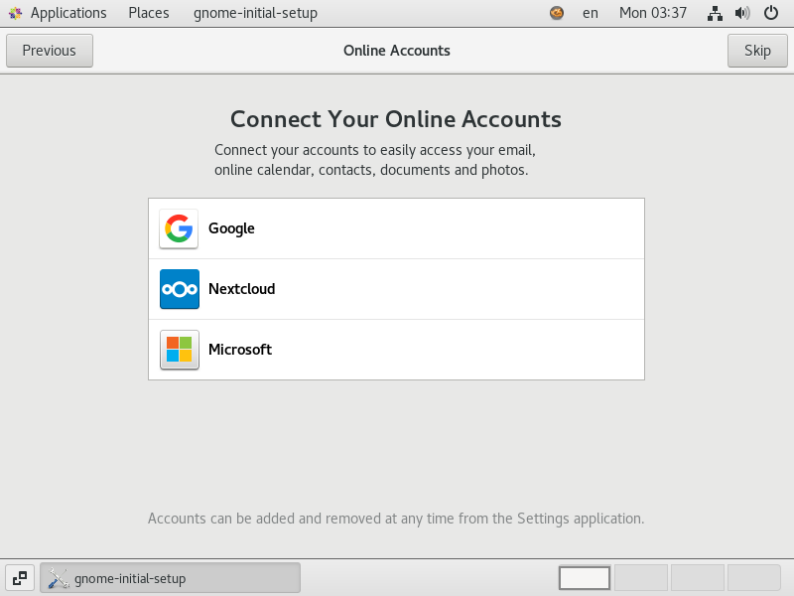 Applications Places gnome-initial-setup en Mon 03:37
Previous Online Accounts Skip
Connect Your Online Accounts
Connect your accounts to easily access your email,
online calendar, contacts, documents and photos.
Google
Nextcloud
Microsoft
Accounts can be added and removed at any time from the Settings application.
gnome-initial-setup